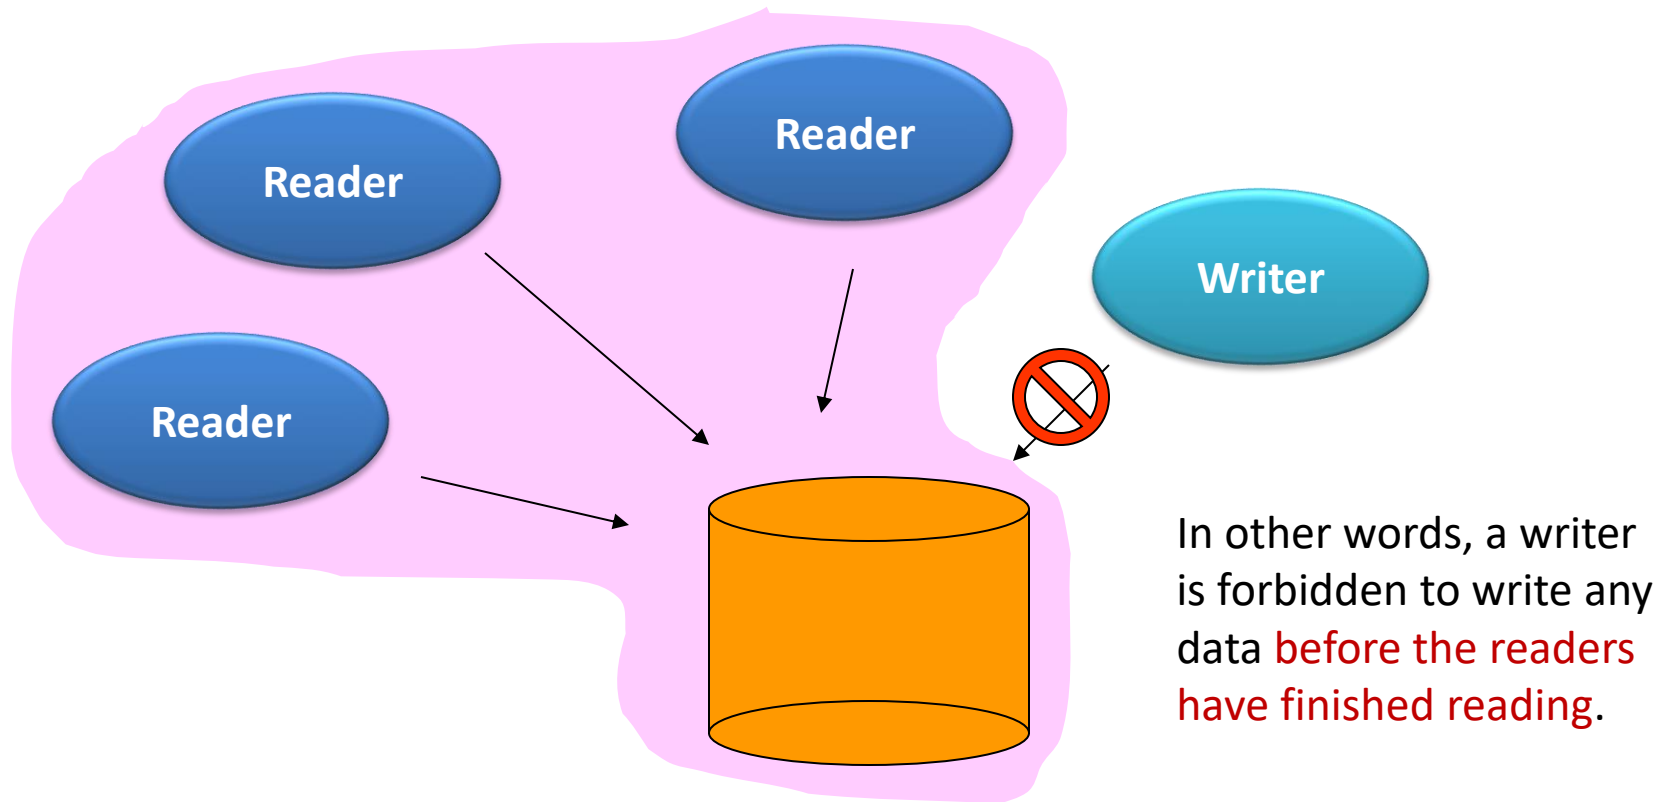 Reader
Reader
Writer
Reader
In other words, a writer
is forbidden to write any
data before the readers
have finished reading.